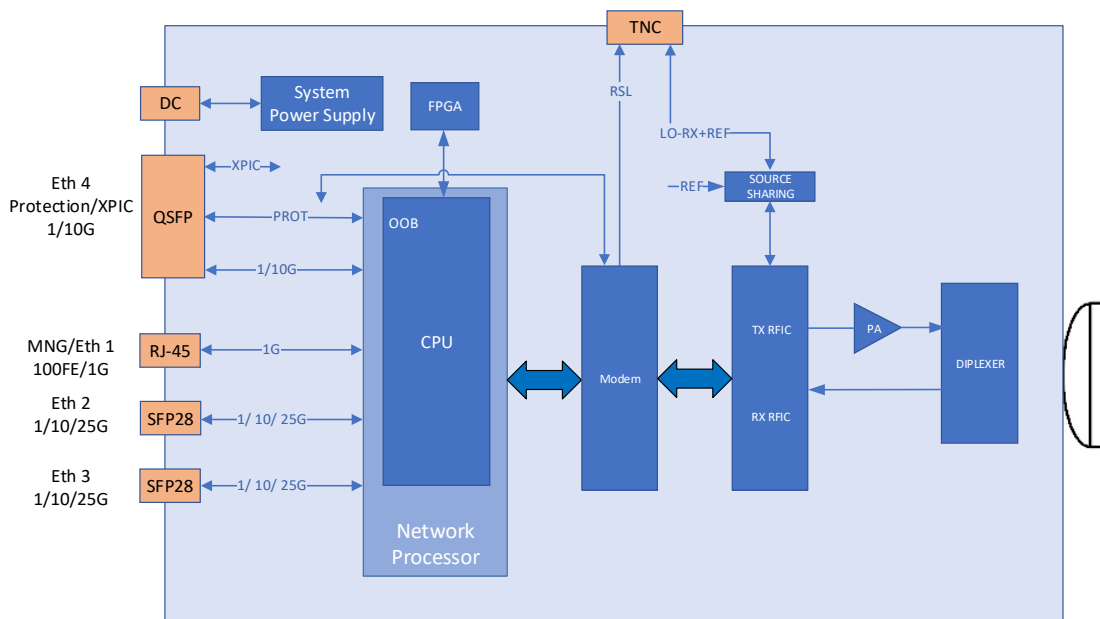 TNC
DC
System
Power Supply
FPGA
RSL
LO-RX+REF
Eth 4
Protection/XPIC
1/10G
QSFP
XPIC
PROT
1/10G
OOB
CPU
REF
SOURCE
SHARING
MNG/Eth 1
100FE/1G
RJ-45
1G
Eth 2
1/10/25G
SFP28
1/ 10/ 25G
Eth 3
1/10/25G
SFP28
1/ 10/ 25G
Network
Processor
Modem
TX RFIC
RX RFIC
PA
DIPLEXER